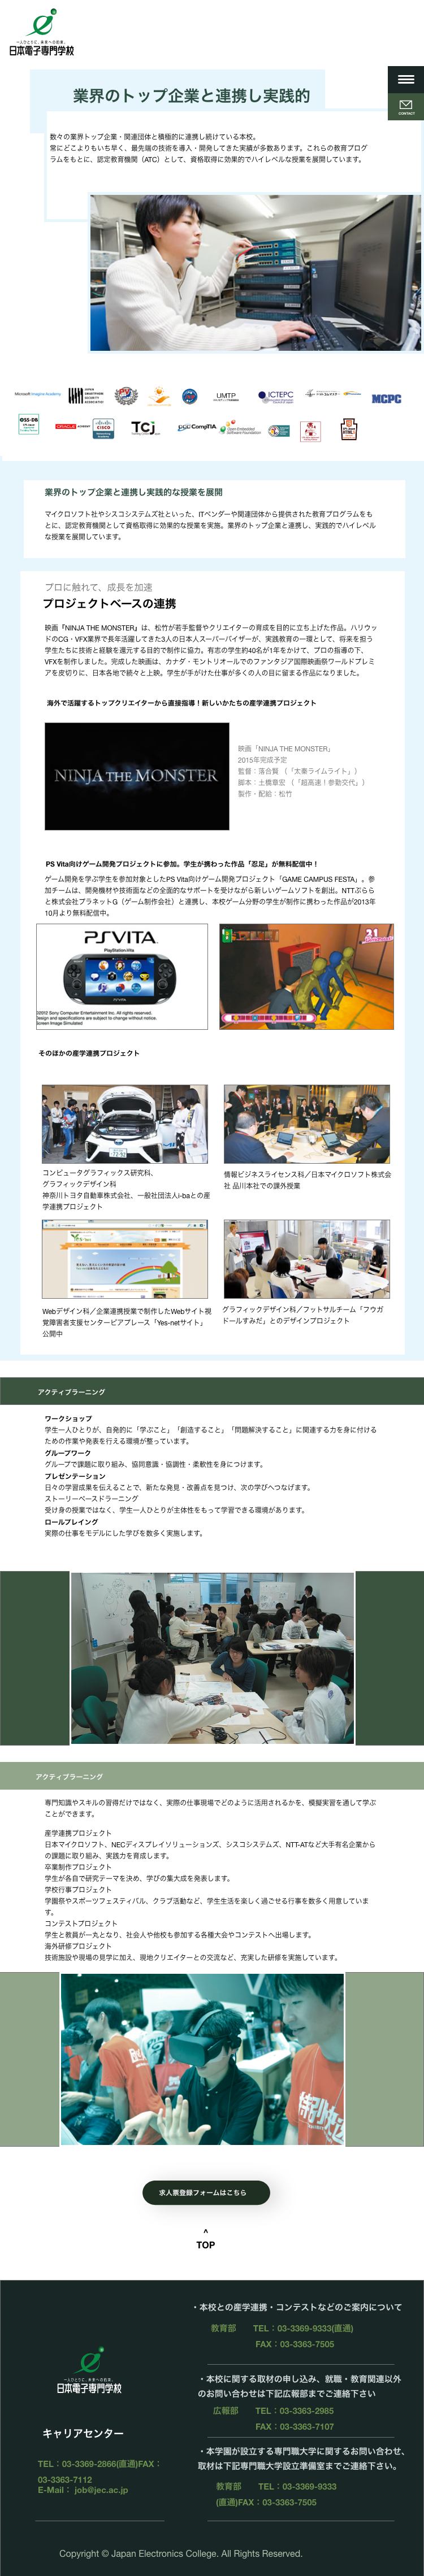 一人ひとりと、未来への応用。
日本電子専門学校
業界のトップ企業と連携し実践的
CONTACT
数々の業界トップ企業・関連団体と積極的に連携し続けている本校。
常にどこよりもいち早く、最先端の技術を導入・開発してきた実績が多数あります。これらの教育プログ
ラムをもとに、認定教育機関（ATC）として、資格取得に効果的でハイレベルな授業を展開しています。
Microsoft Imagine Academy
UMTP
ICTEPC
MCPC
OSS-DB
ORACLE ACADEMY
CISCO
TCj
CompTIA
Open Embedded Software Foundation
業界のトップ企業と連携し実践的な授業を展開
マイクロソフト社やシスコシステムズ社といった、ITベンダーや関連団体から提供された教育プログラムをも
とに、認定教育機関として資格取得に効果的な授業を実施。業界のトップ企業と連携し、実践的でハイレベル
な授業を展開しています。
プロに触れて、成長を加速
プロジェクトベースの連携
映画『NINJA THE MONSTER』は、松竹が若手監督やクリエイターの育成を目的に立ち上げた作品。ハリウッ
ドのCG・VFX業界で長年活躍してきた3人の日本人スーパーバイザーが、実践教育の一環として、将来を担う
学生たちに技術と経験を還元する目的で制作に協力。有志の学生約40名が1年をかけて、プロの指導の下、
VFXを制作しました。完成した映画は、カナダ・モントリオールでのファンタジア国際映画祭ワールドプレミ
アを皮切りに、日本各地で続々と上映。学生が手がけた仕事が多くの人の目に留まる作品になりました。
海外で活躍するトップクリエイターから直接指導！新しいかたちの産学連携プロジェクト
NINJA THE MONSTER
映画「NINJA THE MONSTER」
2015年完成予定
監督：落合賢 （「太秦ライムライト」）
脚本：土橋章宏 （「超高速！参勤交代」）
製作・配給：松竹
PS Vita向けゲーム開発プロジェクトに参加。学生が携わった作品「忍足」が無料配信中！
ゲーム開発を学ぶ学生を参加対象としたPS Vita向けゲーム開発プロジェクト「GAME CAMPUS FESTA」。参
加チームは、開発機材や技術面などの全面的なサポートを受けながら新しいゲームソフトを創出。NTTぷらら
と株式会社プラネットG（ゲーム制作会社）と連携し、本校ゲーム分野の学生が制作に携わった作品が2013年
10月より無料配信中。
PSVITA
PlayStation.Vita
©2012 Sony Computer Entertainment Inc. All rights reserved.
Design and specifications are subject to change without notice.
Screen Image Simulated
21
そのほかの産学連携プロジェクト
コンピュータグラフィックス研究科、
グラフィックデザイン科
神奈川トヨタ自動車株式会社、一般社団法人i-baとの産
学連携プロジェクト
情報ビジネスライセンス科／日本マイクロソフト株式会
社 品川本社での課外授業
Webデザイン科／企業連携授業で制作したWebサイト視
覚障害者支援センターピアプレース「Yes-netサイト」
公開中
グラフィックデザイン科／フットサルチーム「フウガ
ドールすみだ」とのデザインプロジェクト
アクティブラーニング
ワークショップ
学生一人ひとりが、自発的に「学ぶこと」「創造すること」「問題解決すること」に関連する力を身に付ける
ための作業や発表を行える環境が整っています。
グループワーク
グループで課題に取り組み、協同意識・協調性・柔軟性を身につけます。
プレゼンテーション
日々の学習成果を伝えることで、新たな発見・改善点を見つけ、次の学びへつなげます。
ストーリーベースドラーニング
受け身の授業ではなく、学生一人ひとりが主体性をもって学習できる環境があります。
ロールプレイング
実際の仕事をモデルにした学びを数多く実施します。
アクティブラーニング
専門知識やスキルの習得だけではなく、実際の仕事現場でどのように活用されるかを、模擬実習を通して学ぶ
ことができます。
産学連携プロジェクト
日本マイクロソフト、NECディスプレイソリューションズ、シスコシステムズ、NTT-ATなど大手有名企業から
の課題に取り組み、実践力を育成します。
卒業制作プロジェクト
学生が各自で研究テーマを決め、学びの集大成を発表します。
学校行事プロジェクト
学園祭やスポーツフェスティバル、クラブ活動など、学生生活を楽しく過ごせる行事を数多く用意していま
す。
コンテストプロジェクト
学生と教員が一丸となり、社会人や他校も参加する各種大会やコンテストへ出場します。
海外研修プロジェクト
技術施設や現場の見学に加え、現地クリエイターとの交流など、充実した研修を実施しています。
求人票登録フォームはこちら
^
TOP
・本校との産学連携・コンテストなどのご案内について
教育部 TEL：03-3369-9333(直通)
FAX：03-3363-7505
・本校に関する取材の申し込み、就職・教育関連以外
のお問い合わせは下記広報部までご連絡下さい
広報部 TEL：03-3363-2985
FAX：03-3363-7107
・本学園が設立する専門職大学に関するお問い合わせ、
取材は下記専門職大学設立準備室までご連絡下さい。
教育部 TEL：03-3369-9333
(直通)FAX：03-3363-7505
一人ひとりと、未来への応用。
日本電子専門学校
キャリアセンター
TEL：03-3369-2866(直通)FAX：
03-3363-7112
E-Mail： job@jec.ac.jp
Copyright © Japan Electronics College. All Rights Reserved.